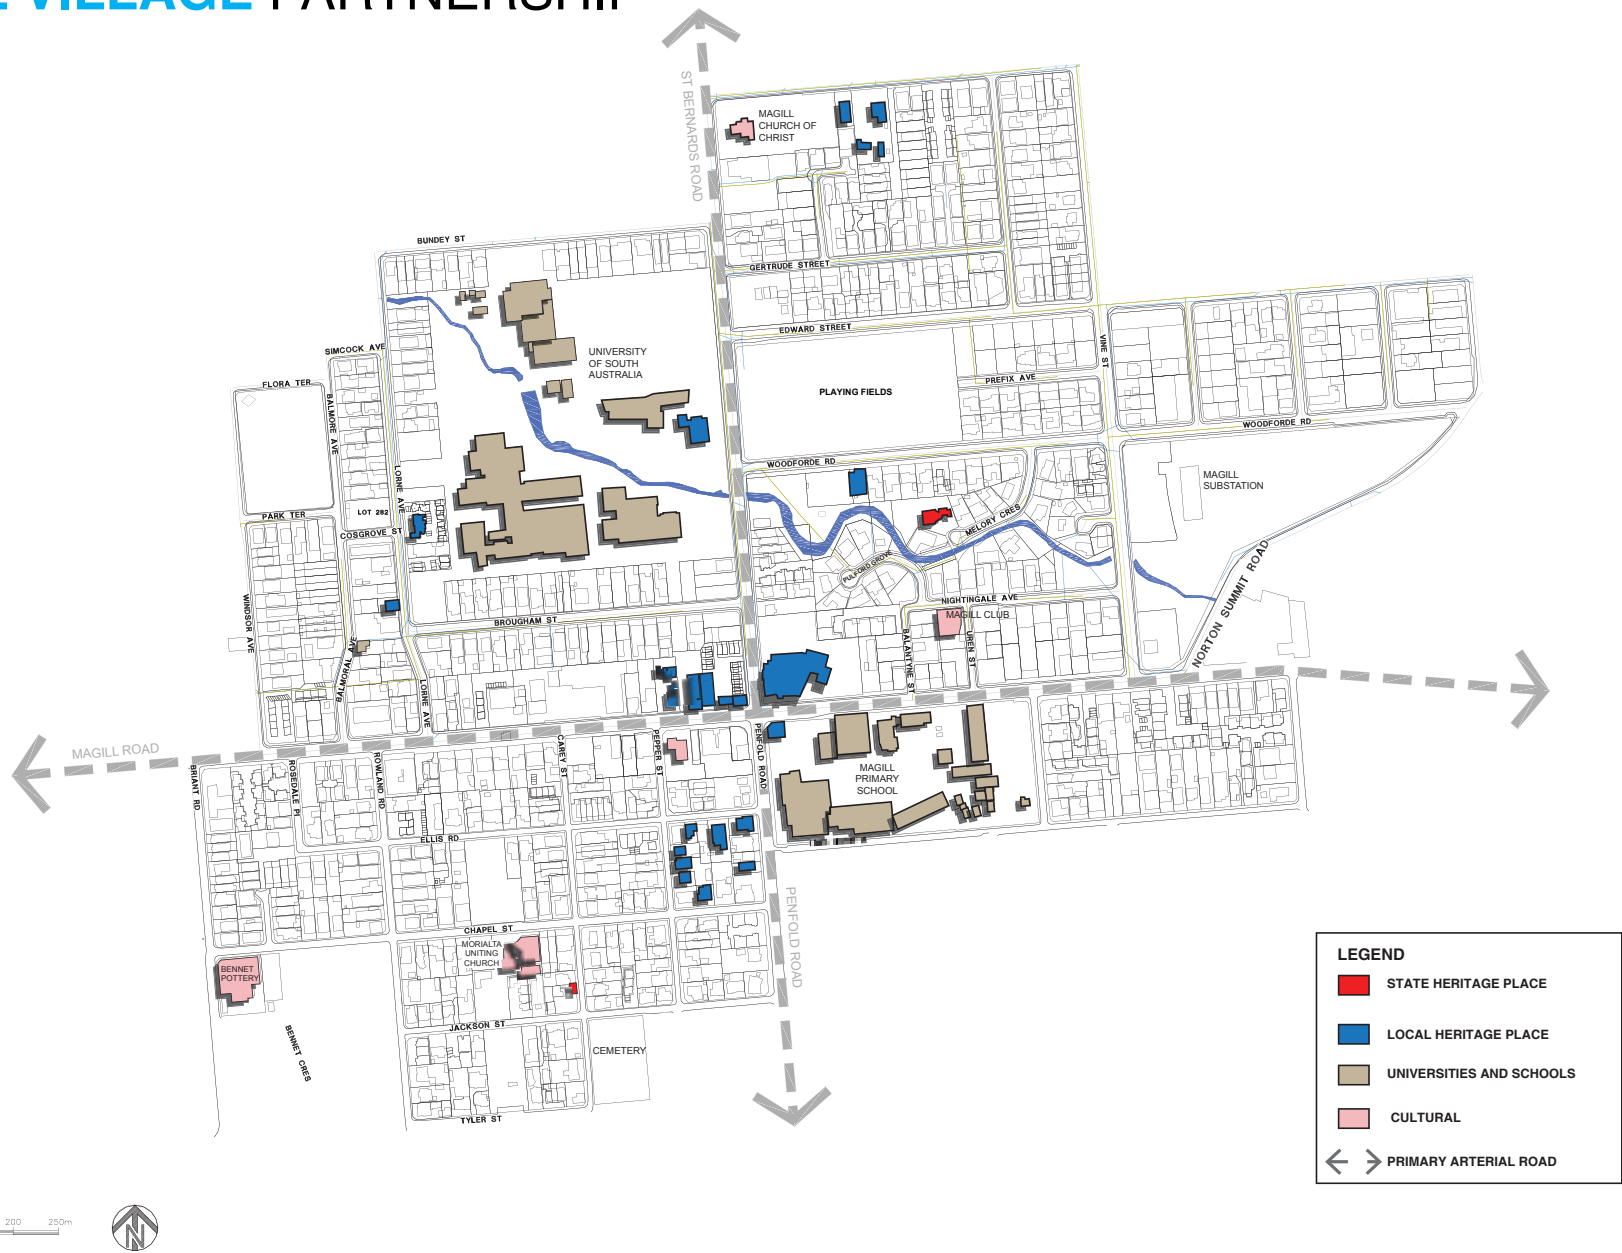 VILLAGE PARTNERSHIP
ST BERNARDS ROAD
MAGILL
CHURCH OF
CHRIST
BUNDEY ST
GERTRUDE STREET
EDWARD STREET
VINE ST
SIMCOCK AVE
UNIVERSITY
OF SOUTH
AUSTRALIA
FLORA TER
BALMORE AVE
PREFIX AVE
PLAYING FIELDS
WOODFORDE RD
WOODFORDE RD
LORNE AVE
MAGILL
SUBSTATION
PARK TER
LOT 282
COSGROVE ST
MELORY CRES
PULFORD GROVE
NORTON SUMMIT ROAD
WINDSOR AVE
NIGHTINGALE AVE
MAGILL CLUB
BROUGHAM ST
BALANTYNE ST
UREN ST
BALMORAL AVE
LORNE AVE
MAGILL ROAD
CAREY ST
PEPPER ST
PENFOLD ROAD
BRIANT RD
ROSEDALE PL
ROWLAND RD
MAGILL
PRIMARY
SCHOOL
ELLIS RD
PENFOLD ROAD
CHAPEL ST
MORIALTA
UNITING
CHURCH
BENNET
POTTERY
JACKSON ST
BENNET CRES
CEMETERY
TYLER ST
LEGEND
STATE HERITAGE PLACE
LOCAL HERITAGE PLACE
UNIVERSITIES AND SCHOOLS
CULTURAL
PRIMARY ARTERIAL ROAD
200 250m
N